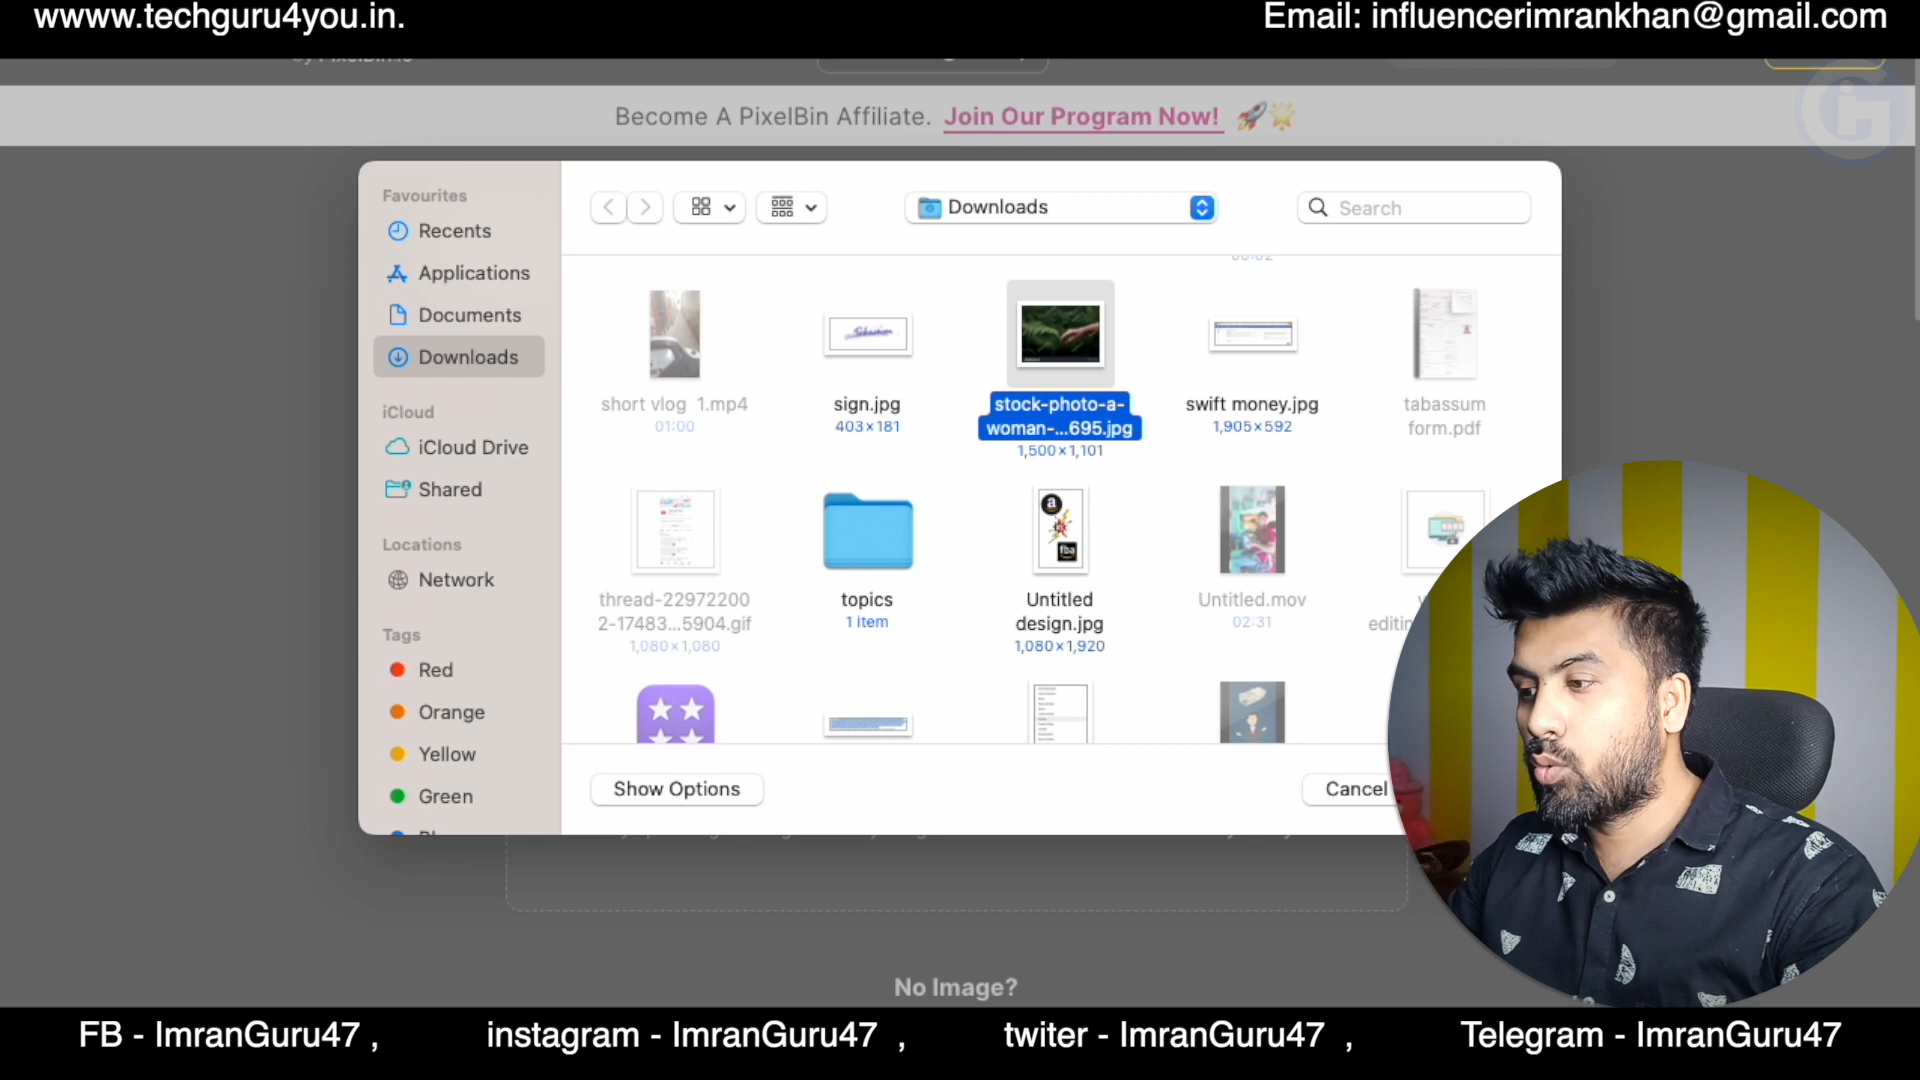 www.techguru4you.in.
Email: influencerimrankhan@gmail.com
Become A PixelBin Affiliate. Join Our Program Now!
Favourites
Recents
Applications
Documents
Downloads
iCloud
iCloud Drive
Shared
Locations
Network
Tags
Red
Orange
Yellow
Green
Downloads
Search
short vlog 1.mp4
01:00
sign.jpg
403×181
stock-photo-a-
woman-...695.jpg
1,500×1,101
swift money.jpg
1,905×592
tabassum
form.pdf
thread-22972200
2-17483...5904.gif
1,080×1,080
topics
1 item
Untitled
design.jpg
1,080×1,920
Untitled.mov
02:31
Show Options
Cancel
No Image?
FB - ImranGuru47 ,
instagram - ImranGuru47 ,
twiter - ImranGuru47 ,
Telegram - ImranGuru47